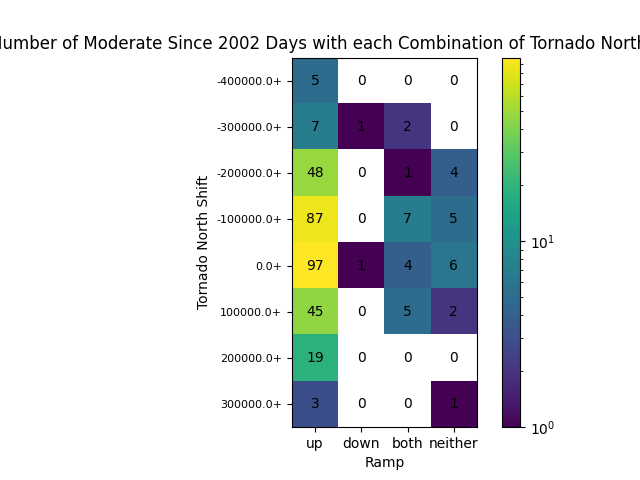 of Moderate Since 2002 Days with each Combination of Tornado
-400000.0+ 5 0 0 0
-300000.0+ 7 1 2 0
-200000.0+ 48 0 1 4
-100000.0+ 87 0 7 5
0.0+ 97 1 4 6
100000.0+ 45 0 5 2
200000.0+ 19 0 0 0
300000.0+ 3 0 0 1
up down both neither
Ramp
Tornado North Shift
10^1
10^0